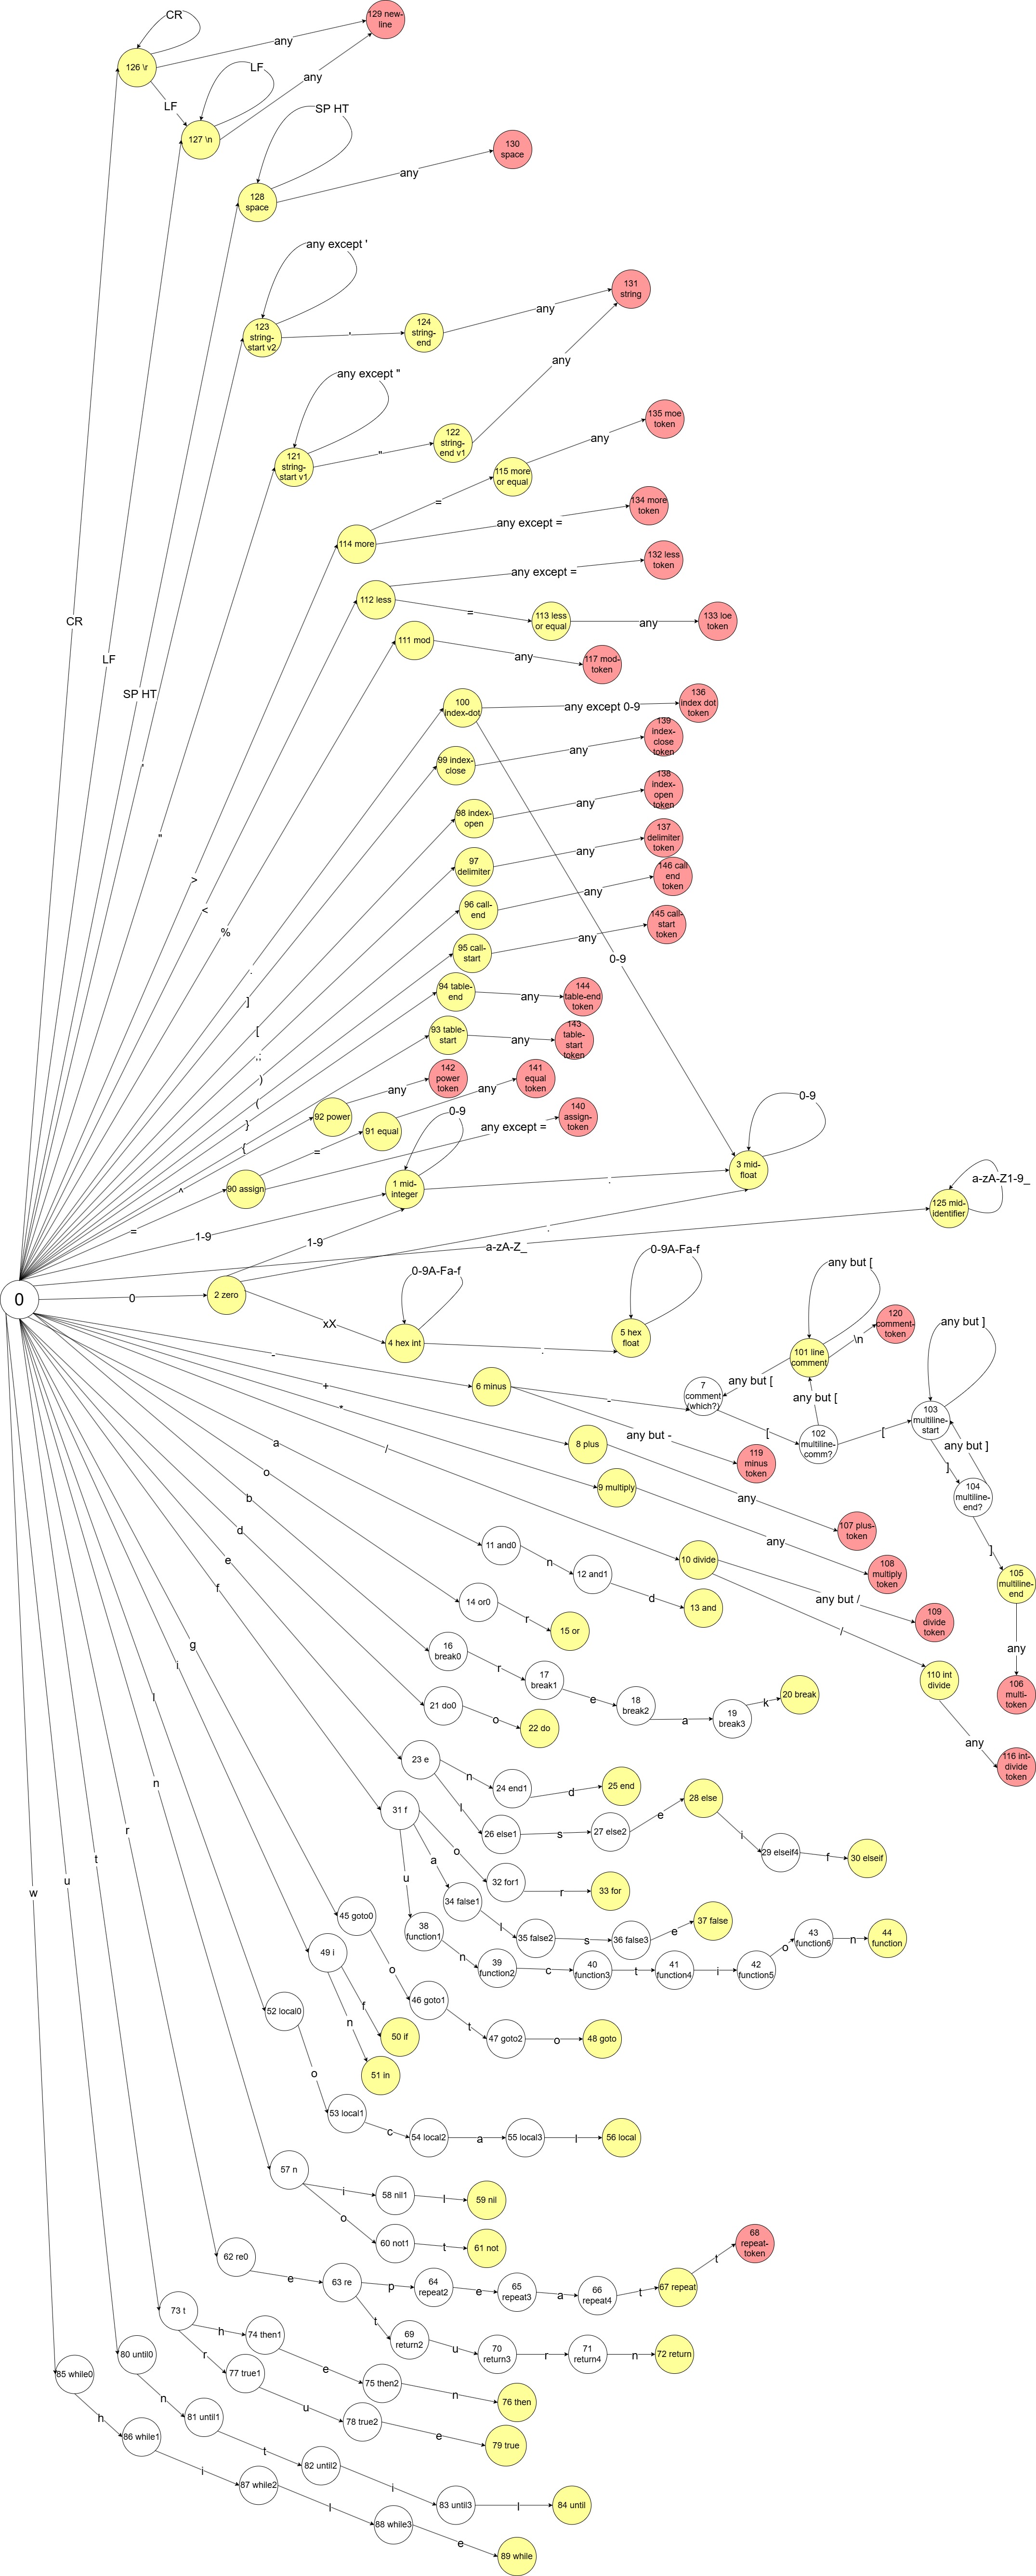 CR
129 new-
line
any
126 \r
LF
LF
any
127 \n
SP HT
130
space
any
128
space
any except '
131
string
any
123
string-
start v2
'
124
string-
end
any
any except "
135 moe
token
122
string-
end v1
any
"
121
string-
start v1
115 more
or equal
=
134 more
token
any except =
114 more
132 less
token
any except =
112 less
=
113 less
or equal
any
133 loe
token
CR
111 mod
any
117 mod-
token
LF
SP HT
136
index dot
token
100
index-dot
any except 0-9
139
index-
close
token
any
99 index-
close
'
138
index-
open
token
any
98 index-
open
"
137
delimiter
token
any
97
delimiter
146 call
end
token
>
any
96 call-
end
<
145 call-
start
token
%
any
95 call-
start
0-9
.
94 table-
end
any
144
table-end
token
]
[
93 table-
start
any
143
table-
start
token
,;
)
142
power
token
any
141
equal
token
any
0-9
(
92 power
0-9
140
assign-
token
}
91 equal
any except =
{
=
3 mid-
float
.
^
90 assign
1 mid-
integer
a-zA-Z1-9_
125 mid-
identifier
=
1-9
1-9
.
a-zA-Z_
0-9A-Fa-f
any but [
0-9A-Fa-f
0
0
2 zero
xX
4 hex int
.
5 hex
float
120
comment-
token
any but ]
\n
101 line
comment
-
any but [
6 minus
7
comment
(which?)
-
any but [
+
*
103
multiline-
start
[
[
102
multiline-
comm?
any but -
a
/
8 plus
any but ]
119
minus
token
]
o
9 multiply
104
multiline-
end?
b
any
107 plus-
token
d
any
11 and0
]
e
n
10 divide
12 and1
108
multiply
token
105
multiline-
end
f
any but /
14 or0
d
13 and
r
15 or
109
divide
token
/
g
16
break0
any
i
r
17
break1
110 int
divide
106
multi-
token
l
e
18
break2
20 break
k
21 do0
o
22 do
a
19
break3
any
23 e
116 int-
divide
token
n
n
24 end1
d
25 end
28 else
l
31 f
e
r
26 else1
s
27 else2
i
29 elseif4
f
30 elseif
o
t
a
u
32 for1
r
33 for
w
34 false1
u
45 goto0
37 false
38
function1
l
35 false2
s
36 false3
e
43
function6
n
44
function
49 i
o
n
39
function2
c
40
function3
t
41
function4
i
42
function5
o
46 goto1
f
52 local0
n
t
50 if
47 goto2
o
48 goto
51 in
o
53 local1
c
54 local2
a
55 local3
l
56 local
57 n
i
58 nil1
l
59 nil
o
60 not1
t
61 not
68
repeat-
token
62 re0
t
e
63 re
p
64
repeat2
e
65
repeat3
a
66
repeat4
t
67 repeat
73 t
t
h
74 then1
69
return2
u
70
return3
r
71
return4
n
72 return
80 until0
r
85 while0
77 true1
e
75 then2
n
76 then
n
u
h
81 until1
78 true2
e
79 true
86 while1
t
82 until2
i
87 while2
i
83 until3
l
84 until
l
88 while3
e
89 while